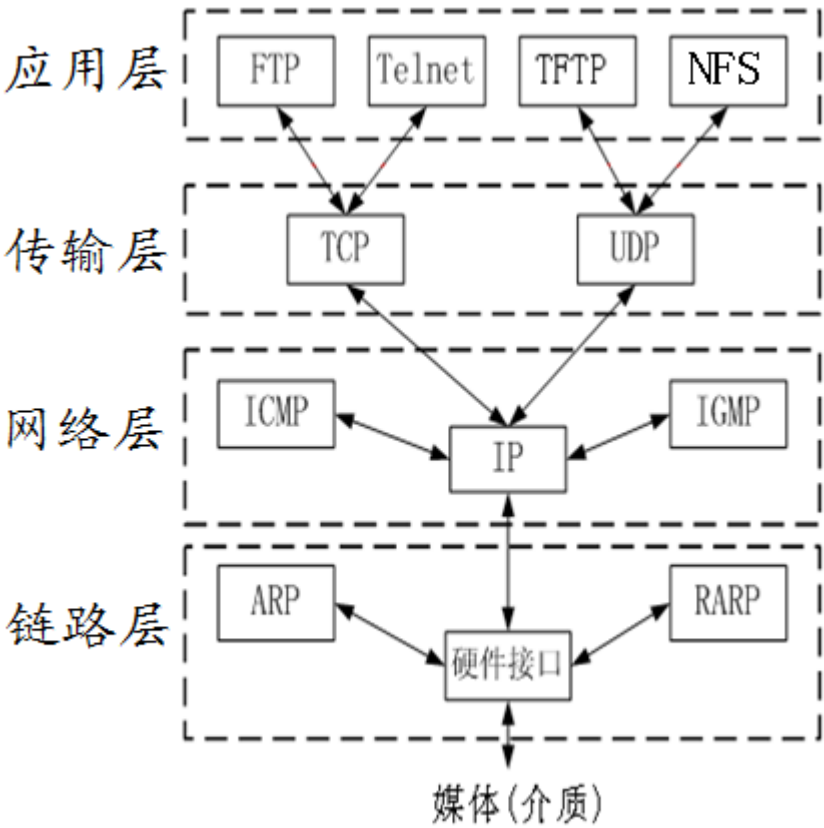 应用层
FTP Telnet TFTP NFS
传输层
TCP UDP
网络层
ICMP IGMP
IP
链路层
ARP RARP
硬件接口
媒体(介质)